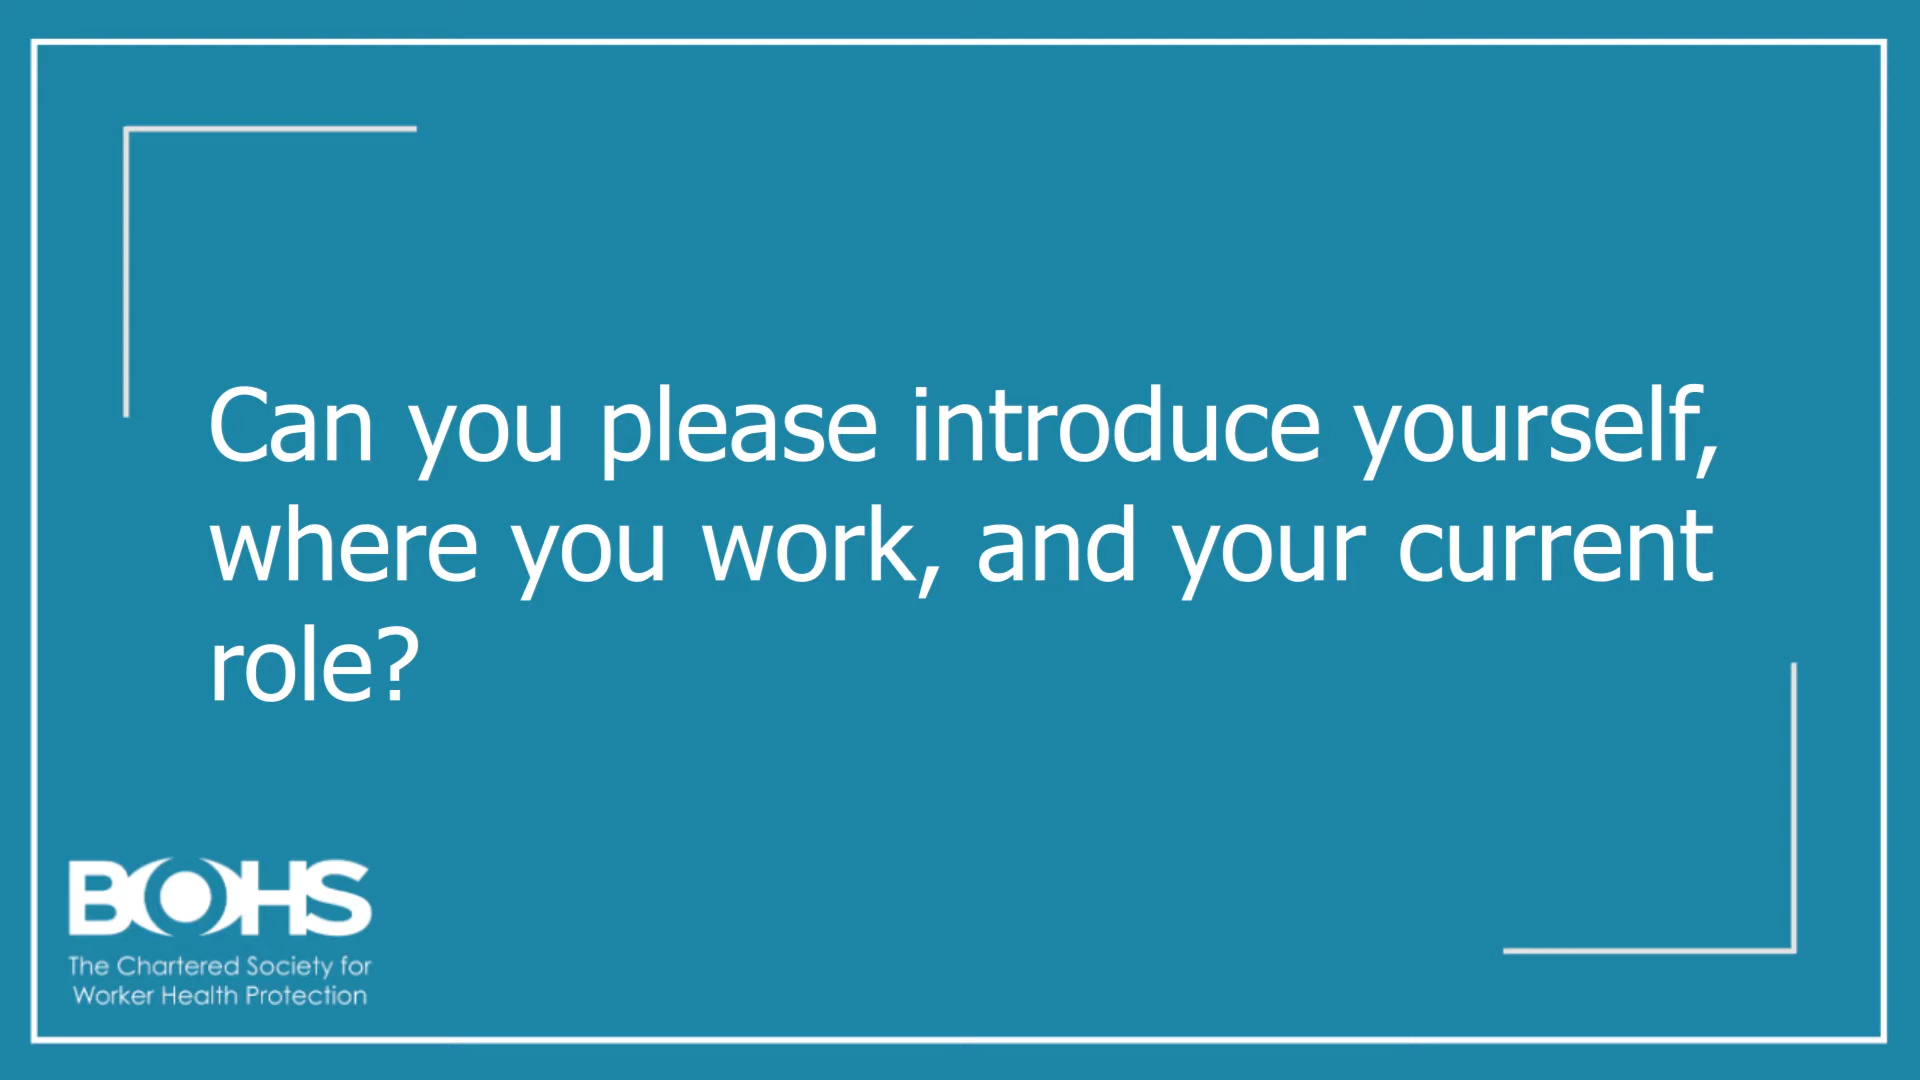 Can you please introduce yourself,
where you work, and your current
role?
BOHS
The Chartered Society for
Worker Health Protection